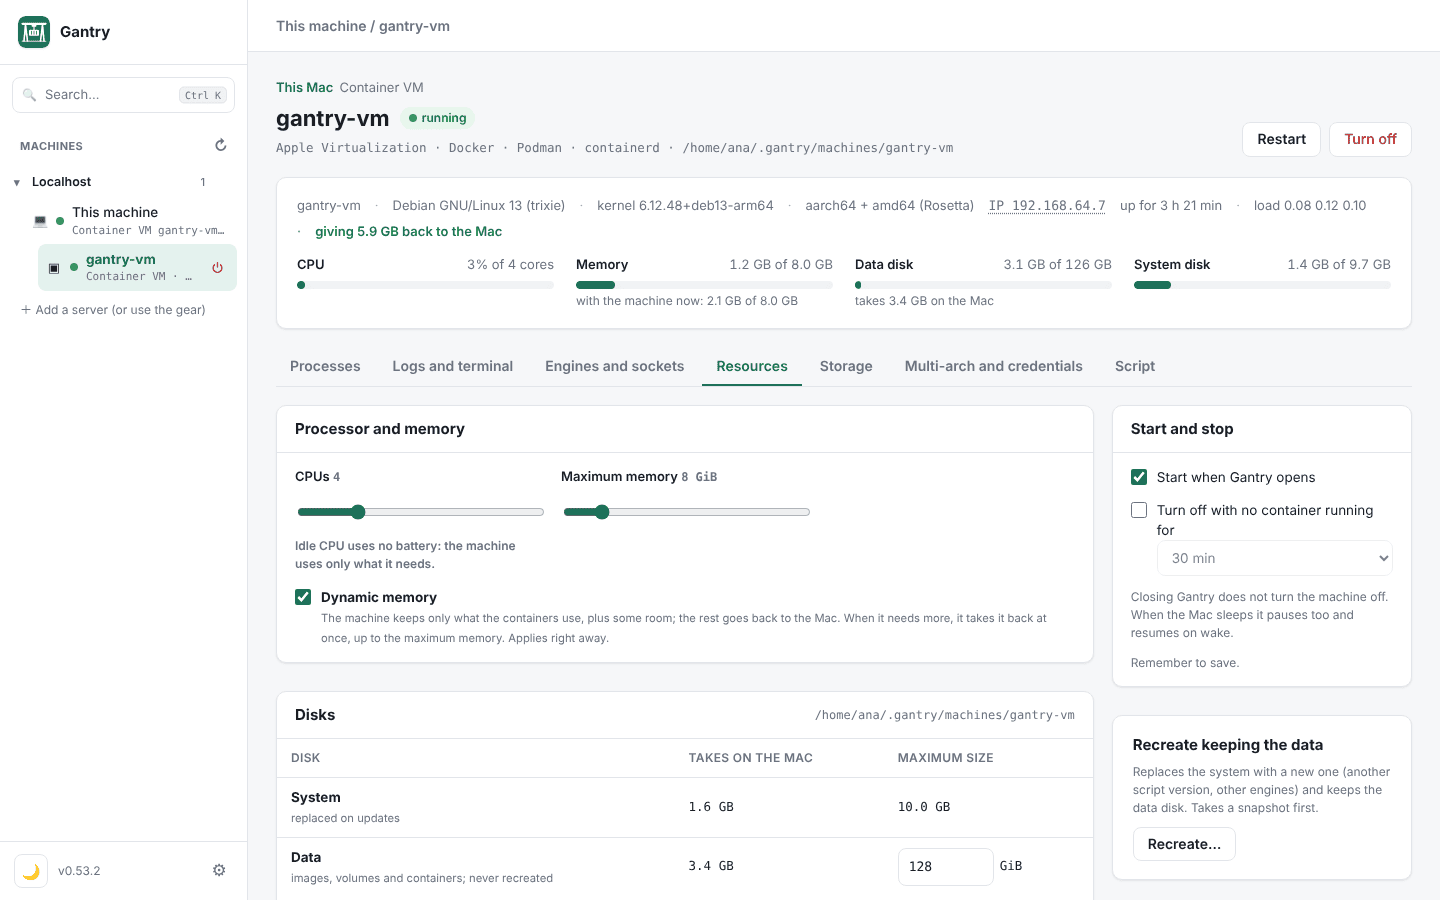 Gantry
This machine / gantry-vm
Search...
Ctrl K
MACHINES
Localhost
1
This machine
Container VM gantry-vm…
gantry-vm
Container VM · …
+ Add a server (or use the gear)
v0.53.2
This Mac Container VM
gantry-vm
running
Apple Virtualization · Docker · Podman · containerd · /home/ana/.gantry/machines/gantry-vm
Restart
Turn off
gantry-vm · Debian GNU/Linux 13 (trixie) · kernel 6.12.48+deb13-arm64 · aarch64 + amd64 (Rosetta) IP 192.168.64.7 up for 3 h 21 min · load 0.08 0.12 0.10
· giving 5.9 GB back to the Mac
CPU 3% of 4 cores
Memory 1.2 GB of 8.0 GB
with the machine now: 2.1 GB of 8.0 GB
Data disk 3.1 GB of 126 GB
takes 3.4 GB on the Mac
System disk 1.4 GB of 9.7 GB
Processes
Logs and terminal
Engines and sockets
Resources
Storage
Multi-arch and credentials
Script
Processor and memory
CPUs 4
Maximum memory 8 GiB
Idle CPU uses no battery: the machine
uses only what it needs.
Dynamic memory
The machine keeps only what the containers use, plus some room; the rest goes back to the Mac. When it needs more, it takes it back at
once, up to the maximum memory. Applies right away.
Disks
/home/ana/.gantry/machines/gantry-vm
DISK TAKES ON THE MAC MAXIMUM SIZE
System
replaced on updates
1.6 GB
10.0 GB
Data
images, volumes and containers; never recreated
3.4 GB
128 GiB
Start and stop
Start when Gantry opens
Turn off with no container running
for
30 min
Closing Gantry does not turn the machine off.
When the Mac sleeps it pauses too and
resumes on wake.
Remember to save.
Recreate keeping the data
Replaces the system with a new one (another
script version, other engines) and keeps the
data disk. Takes a snapshot first.
Recreate...